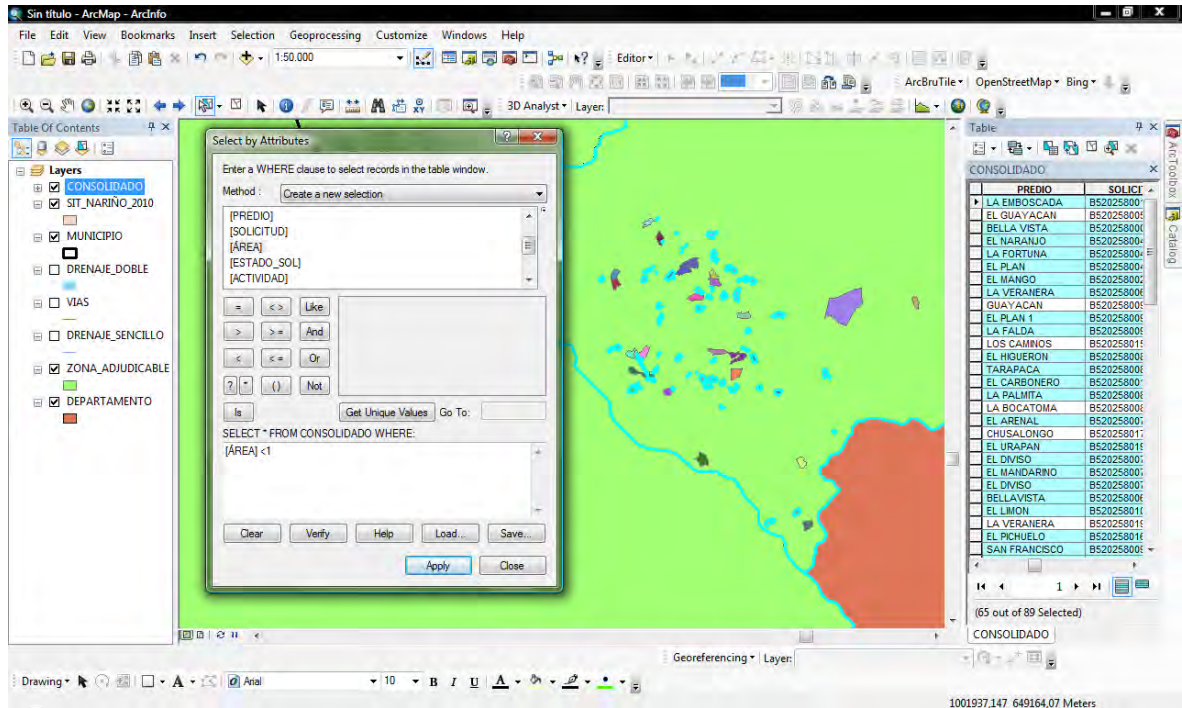 Sin título - ArcMap - ArcInfo
File Edit View Bookmarks Insert Selection Geoprocessing Customize Windows Help
1:50.000
Editor
ArcBruTile
OpenStreetMap
Bing
3D Analyst
Layer:
Table Of Contents
Layers
CONSOLIDADO
SIT_NARIÑO_2010
MUNICIPIO
DRENAJE_DOBLE
VIAS
DRENAJE_SENCILLO
ZONA_ADJUDICABLE
DEPARTAMENTO
Select by Attributes
Enter a WHERE clause to select records in the table window.
Method : Create a new selection
[PREDIO]
[SOLICITUD]
[ÁREA]
[ESTADO_SOL]
[ACTIVIDAD]
= < > Like
> > = And
< < = Or
? * ( ) Not
Is Get Unique Values Go To:
SELECT * FROM CONSOLIDADO WHERE:
[ÁREA] <1
Clear Verify Help Load... Save...
Apply Close
Table
CONSOLIDADO
PREDIO SOLICIT
LA EMBOSCADA
EL GUAYACAN
BELLA VISTA
EL NARANJO
LA FORTUNA
EL PLAN
EL MANGO
LA VERANERA
GUAYACAN
EL PLAN 1
LA FALDA
LOS CAMINOS
EL HIGUERON
TARAPACA
EL CARBONERO
LA PALMITA
LA BOCATOMA
EL ARENAL
CHUSALONGO
EL URAPAN
EL DIVISO
EL MANDARINO
EL DIVISO
BELLAVISTA
EL LIMON
LA VERANERA
EL PICHUELO
SAN FRANCISCO
1
(65 out of 89 Selected)
CONSOLIDADO
ArcToolbox
Catalog
Georeferencing Layer:
Drawing A Arial 10 B I U A
1001937,147 649164,07 Meters